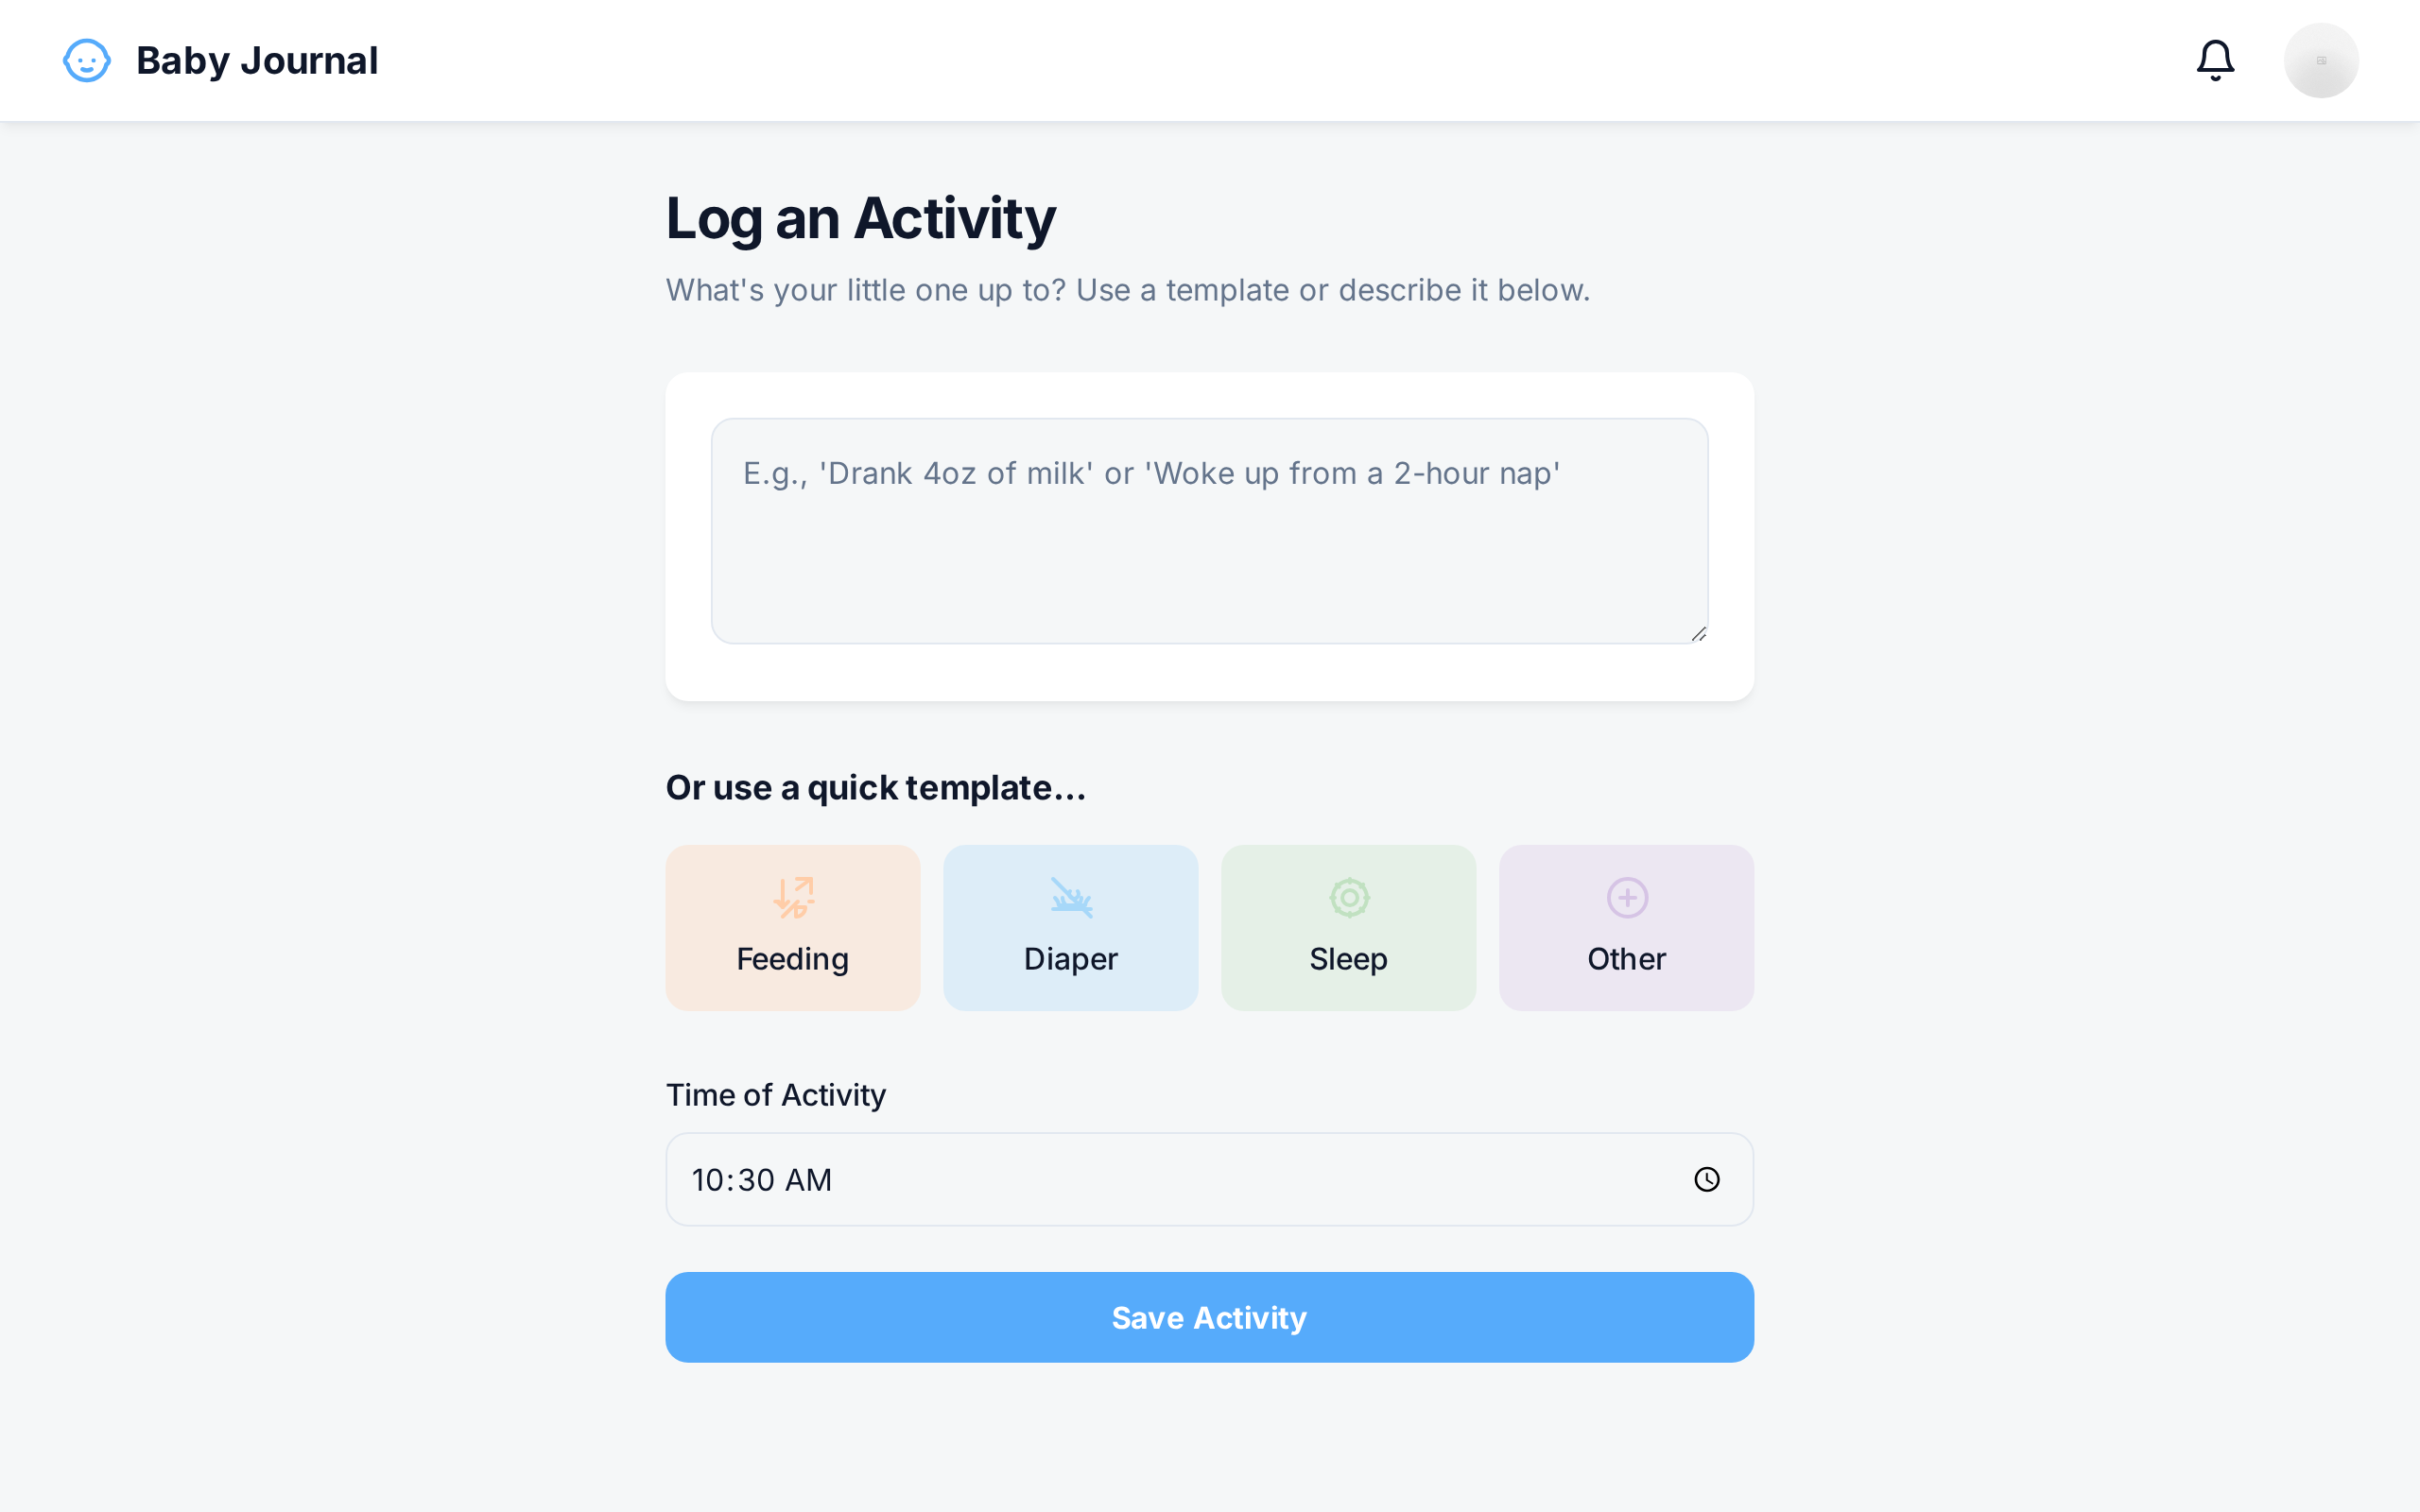 Baby Journal
Log an Activity
What's your little one up to? Use a template or describe it below.
E.g., 'Drank 4oz of milk' or 'Woke up from a 2-hour nap'
Or use a quick template...
Feeding
Diaper
Sleep
Other
Time of Activity
10:30 AM
Save Activity